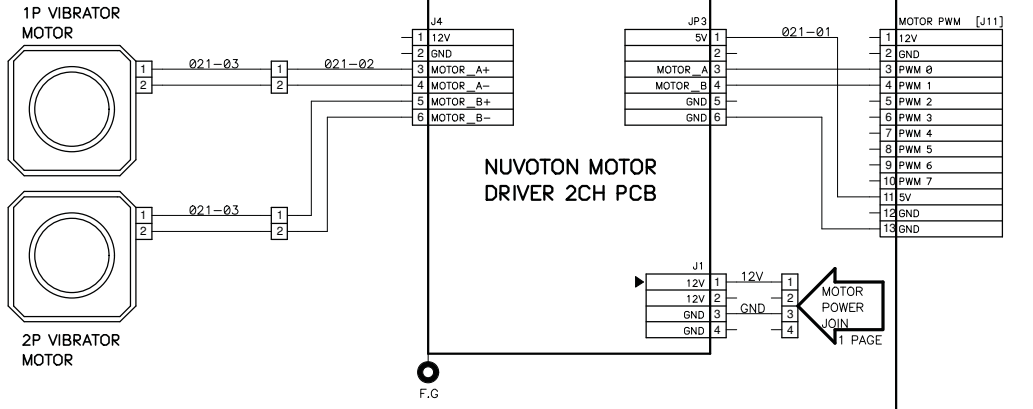 1P VIBRATOR
MOTOR
1
2
021-03
1
2
021-02
J4
1 12V
2 GND
3 MOTOR_A+
4 MOTOR_A-
5 MOTOR_B+
6 MOTOR_B-
JP3
5V 1
2
MOTOR_A 3
MOTOR_B 4
GND 5
GND 6
021-01
MOTOR PWM [J11]
1 12V
2 GND
3 PWM 0
4 PWM 1
5 PWM 2
6 PWM 3
7 PWM 4
8 PWM 5
9 PWM 6
10 PWM 7
11 5V
12 GND
13 GND
NUVOTON MOTOR
DRIVER 2CH PCB
1
2
021-03
1
2
2P VIBRATOR
MOTOR
J1
12V 1
12V 2
GND 3
GND 4
12V
GND
1
2
3
4
MOTOR
POWER
JOIN
1 PAGE
F.G